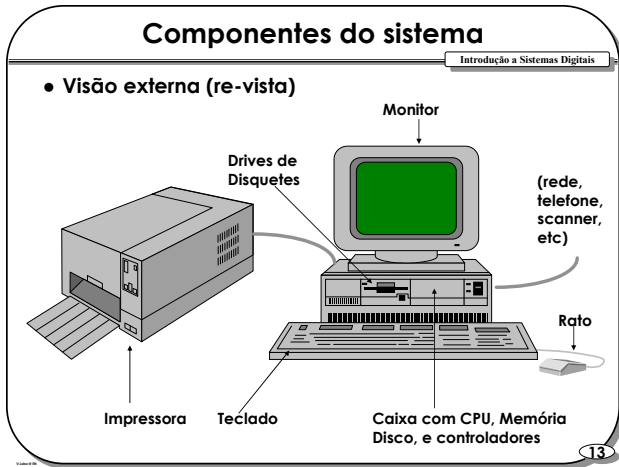 Componentes do sistema
Introdução a Sistemas Digitais
● Visão externa (re-vista)
Monitor
Drives de
Disquetes
(rede,
telefone,
scanner,
etc)
Rato
Impressora
Teclado
Caixa com CPU, Memória
Disco, e controladores
13